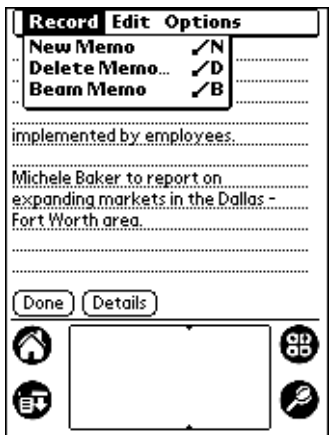 Record Edit Options
New Memo /N
Delete Memo... /D
Beam Memo /B
implemented by employees.
Michele Baker to report on
expanding markets in the Dallas -
Fort Worth area.
Done Details